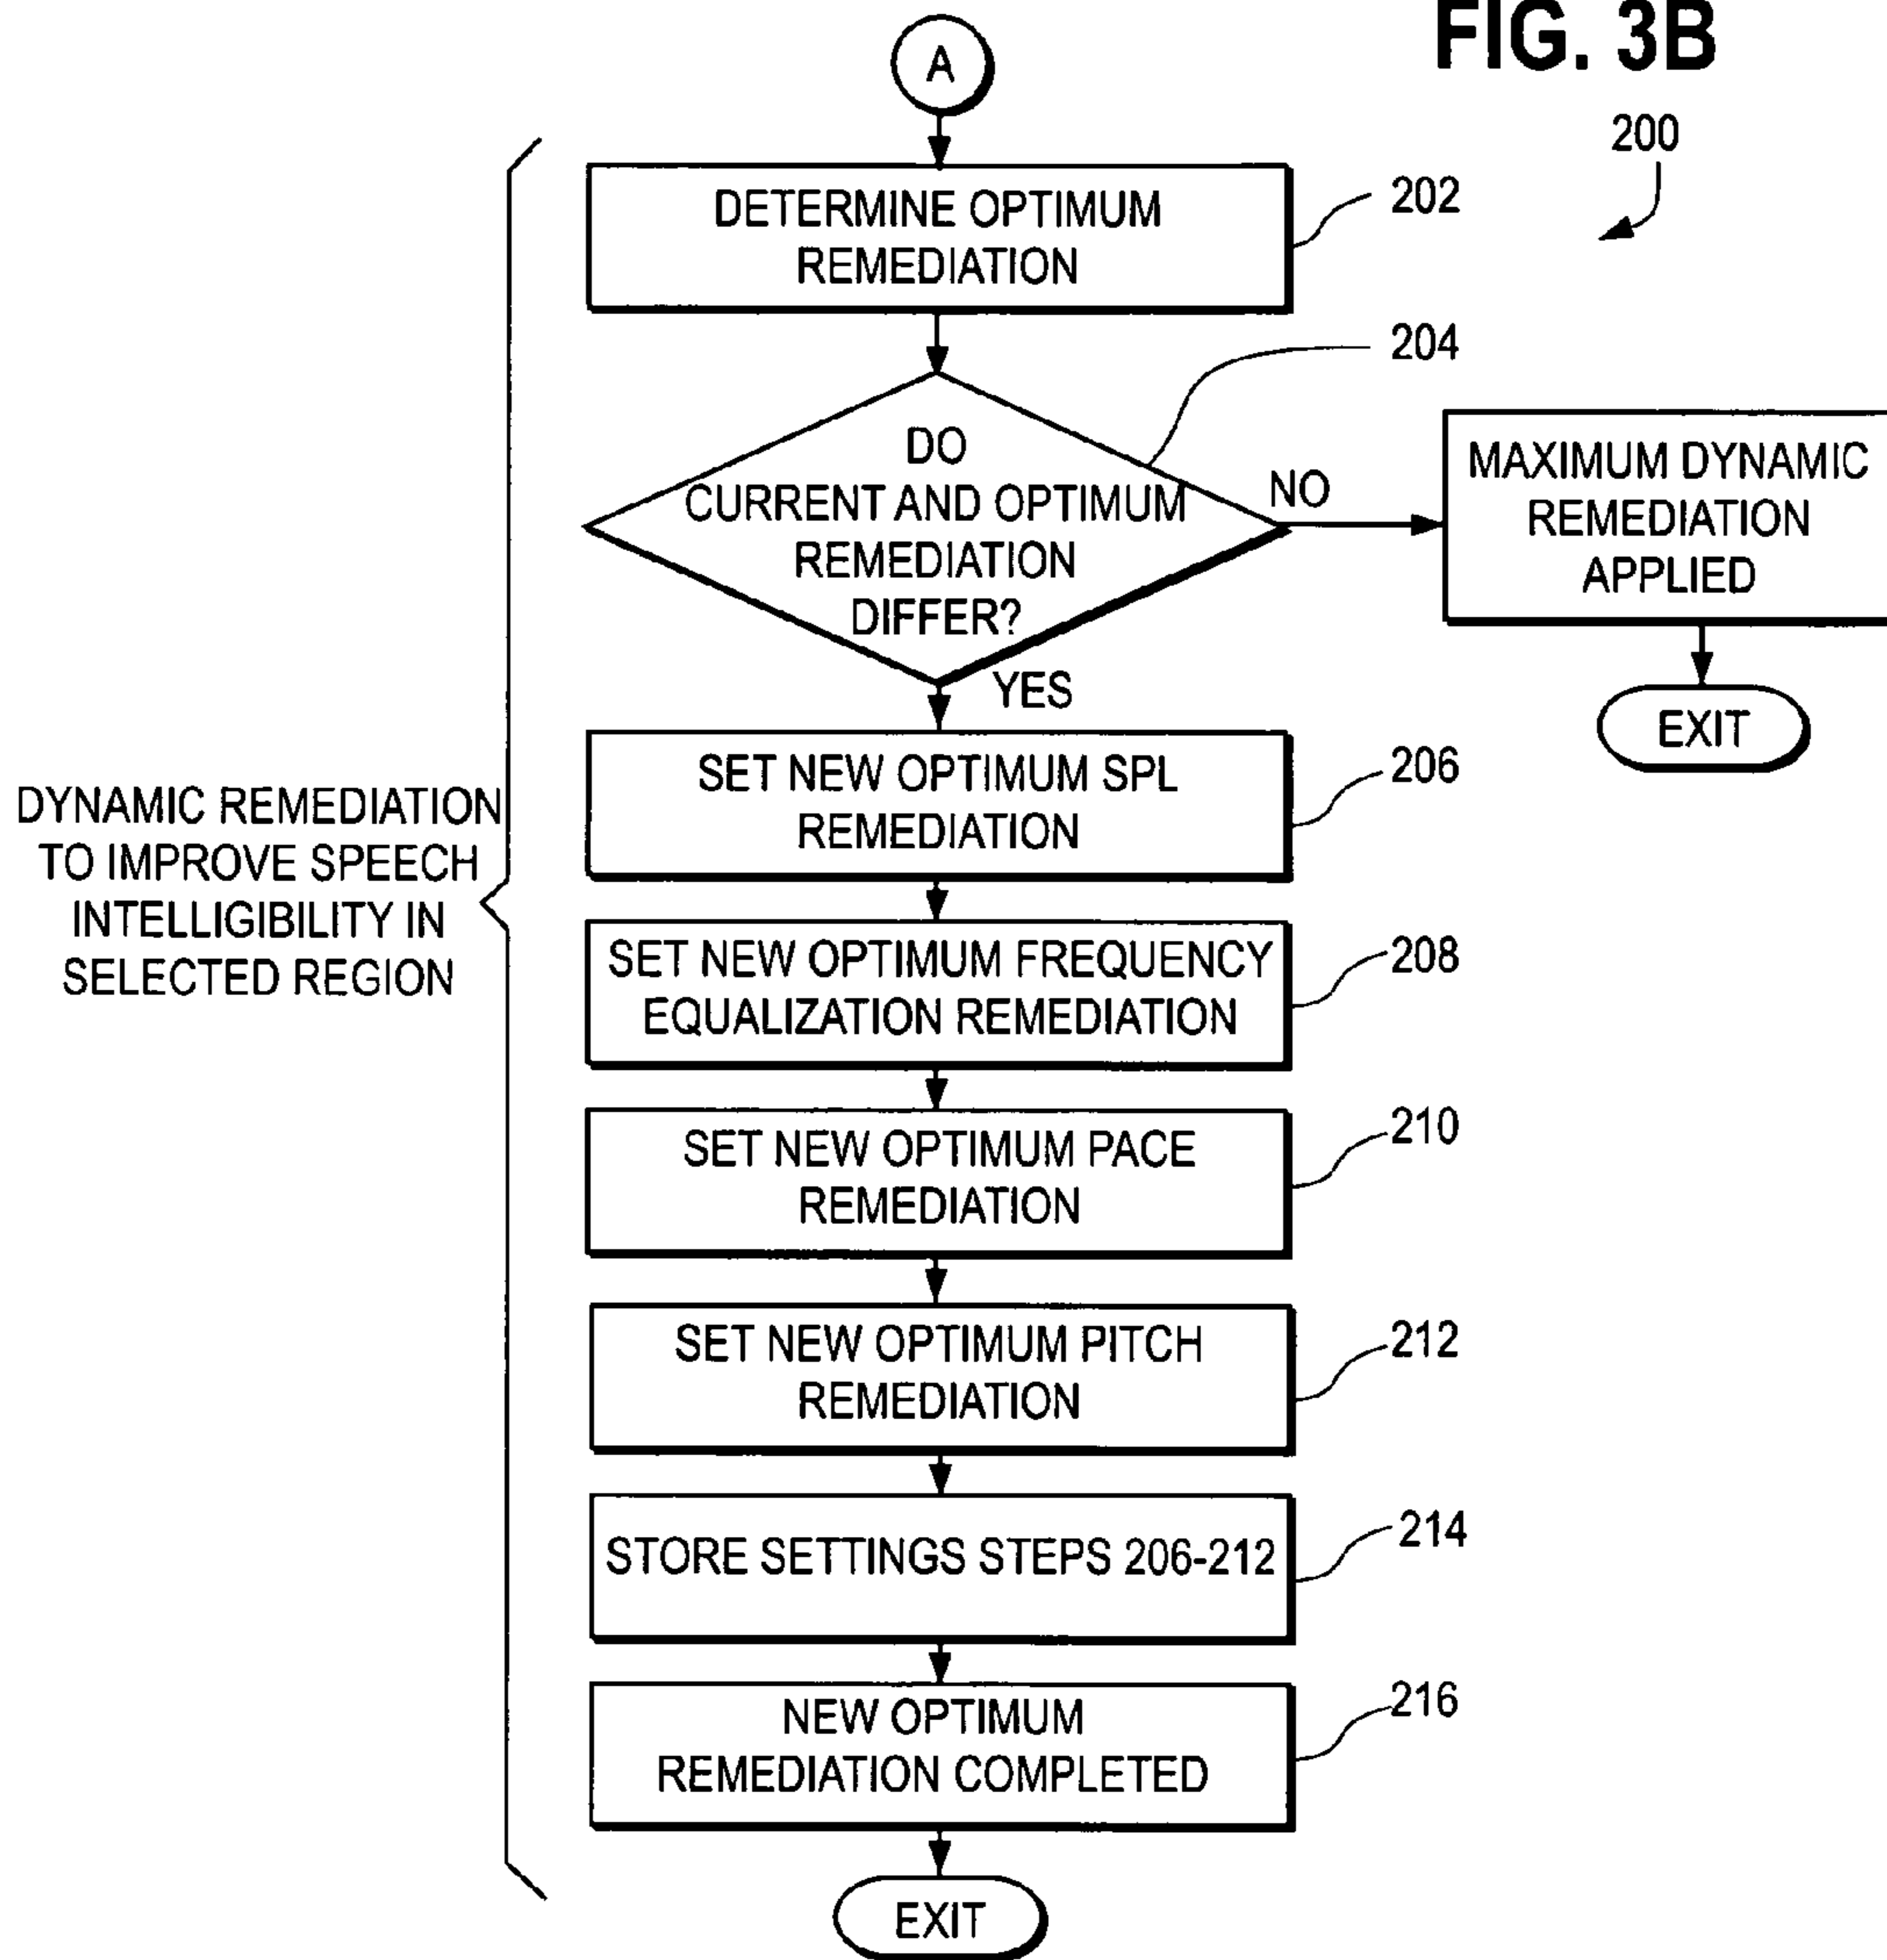 FIG. 3B
A
200
DETERMINE OPTIMUM
REMEDIATION
202
204
DO
CURRENT AND OPTIMUM
REMEDIATION
DIFFER?
NO
MAXIMUM DYNAMIC
REMEDIATION
APPLIED
EXIT
YES
SET NEW OPTIMUM SPL
REMEDIATION
206
DYNAMIC REMEDIATION
TO IMPROVE SPEECH
INTELLIGIBILITY IN
SELECTED REGION
SET NEW OPTIMUM FREQUENCY
EQUALIZATION REMEDIATION
208
SET NEW OPTIMUM PACE
REMEDIATION
210
SET NEW OPTIMUM PITCH
REMEDIATION
212
STORE SETTINGS STEPS 206-212
214
NEW OPTIMUM
REMEDIATION COMPLETED
216
EXIT